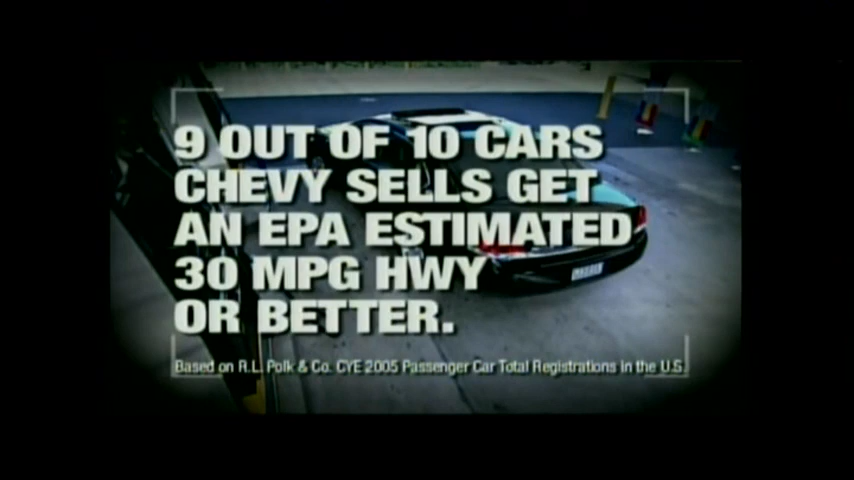 9 OUT OF 10 CARS
CHEVY SELLS GET
AN EPA ESTIMATED
30 MPG HWY
OR BETTER.
Based on R.L. Polk & Co. CYE 2005 Passenger Car Total Registrations in the U.S.